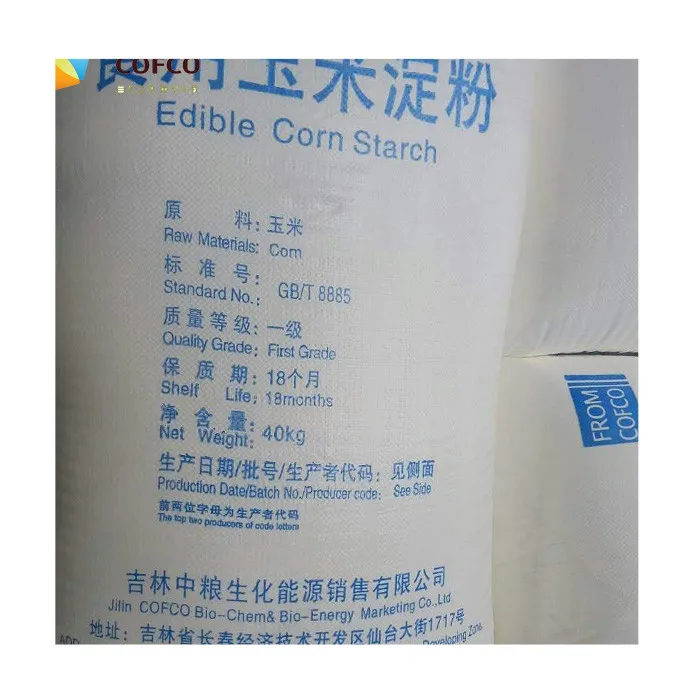 COFCO
食用玉米淀粉
Edible Corn Starch
原 料：玉米
Raw Materials: Corn
标 准 号：
Standard No.： GB/T 8885
质量等级：一级
Quality Grade: First Grade
保 质 期：18个月
Shelf Life: 18months
净 含 量：
Net Weight: 40kg
生产日期/批号/生产者代码：见侧面
Production Date/Batch No./Producer code: See Side
前两位字母为生产者代码
The top two producers of code letters
吉林中粮生化能源销售有限公司
Jilin COFCO Bio-Chem& Bio-Energy Marketing Co.,Ltd.
地址：吉林省长春经济技术开发区仙台大街1717号
ADD
Developing Zone,
FROM
COFCO